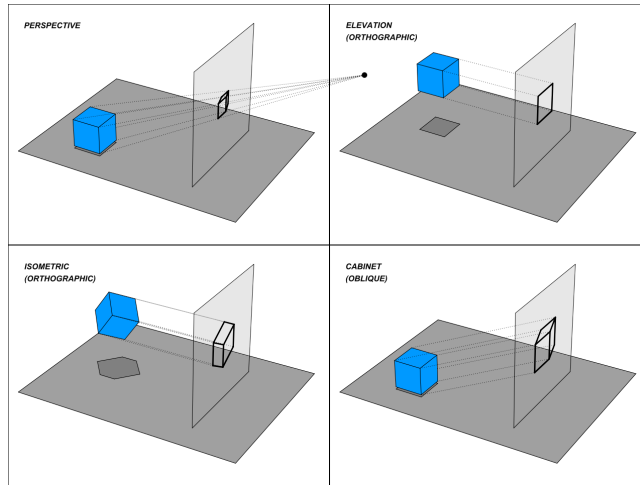 PERSPECTIVE
ELEVATION
(ORTHOGRAPHIC)
ISOMETRIC
(ORTHOGRAPHIC)
CABINET
(OBLIQUE)